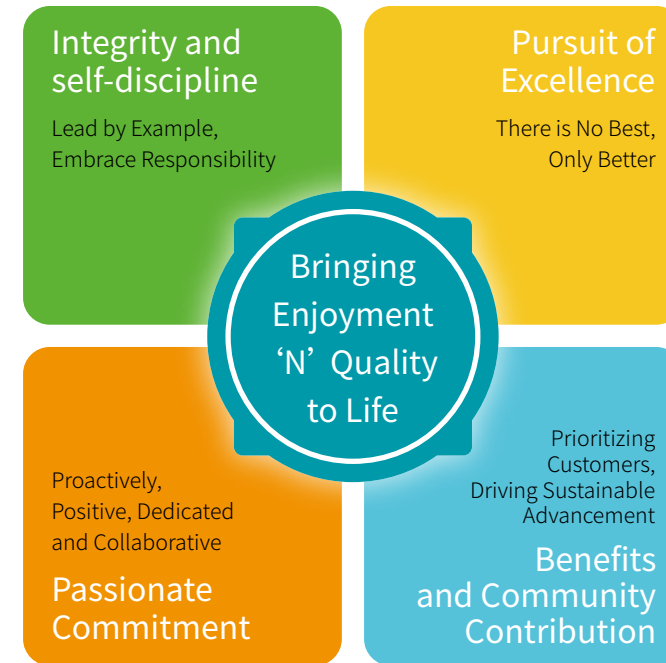 Integrity and
self-discipline
Lead by Example,
Embrace Responsibility
Pursuit of
Excellence
There is No Best,
Only Better
Bringing
Enjoyment
‘N’ Quality
to Life
Proactively,
Positive, Dedicated
and Collaborative
Passionate
Commitment
Prioritizing
Customers,
Driving Sustainable
Advancement
Benefits
and Community
Contribution